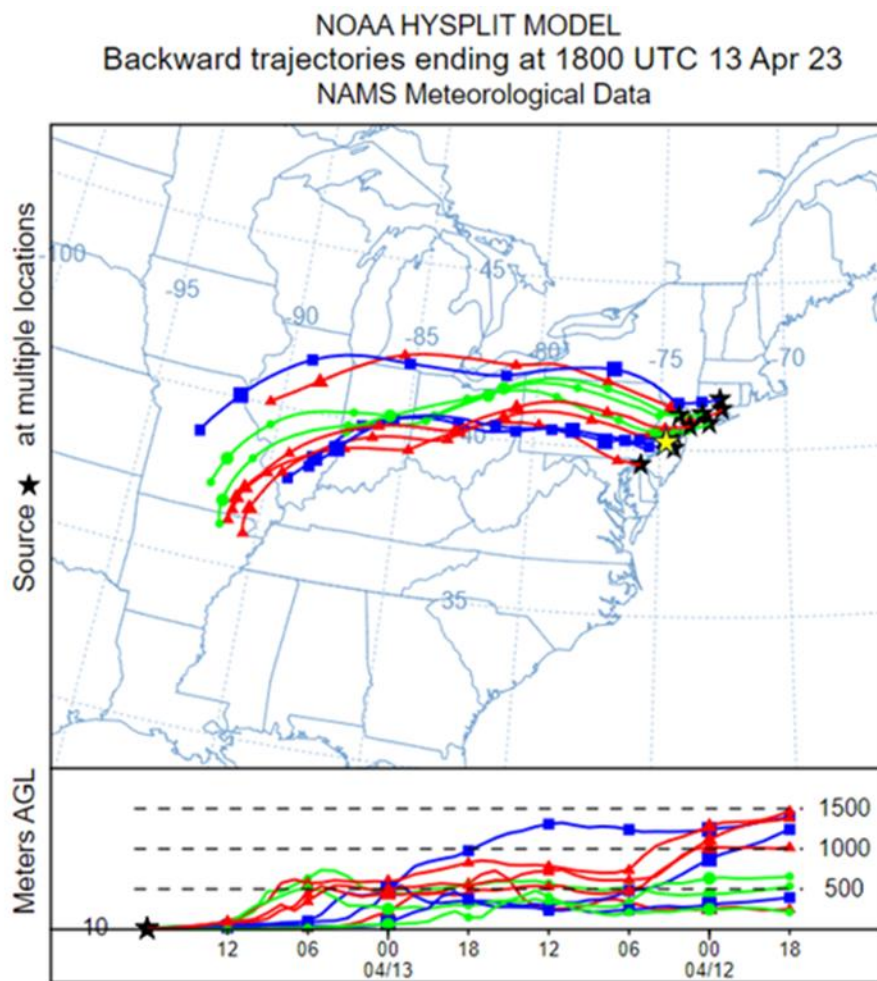 NOAA HYSPLIT MODEL
Backward trajectories ending at 1800 UTC 13 Apr 23
NAMS Meteorological Data
Source ★ at multiple locations
-100
-95
-90
-85
-80
-75
-70
45
40
35
Meters AGL
1500
1000
500
10
12 06 00 18 12 06 00 18
04/13 04/12